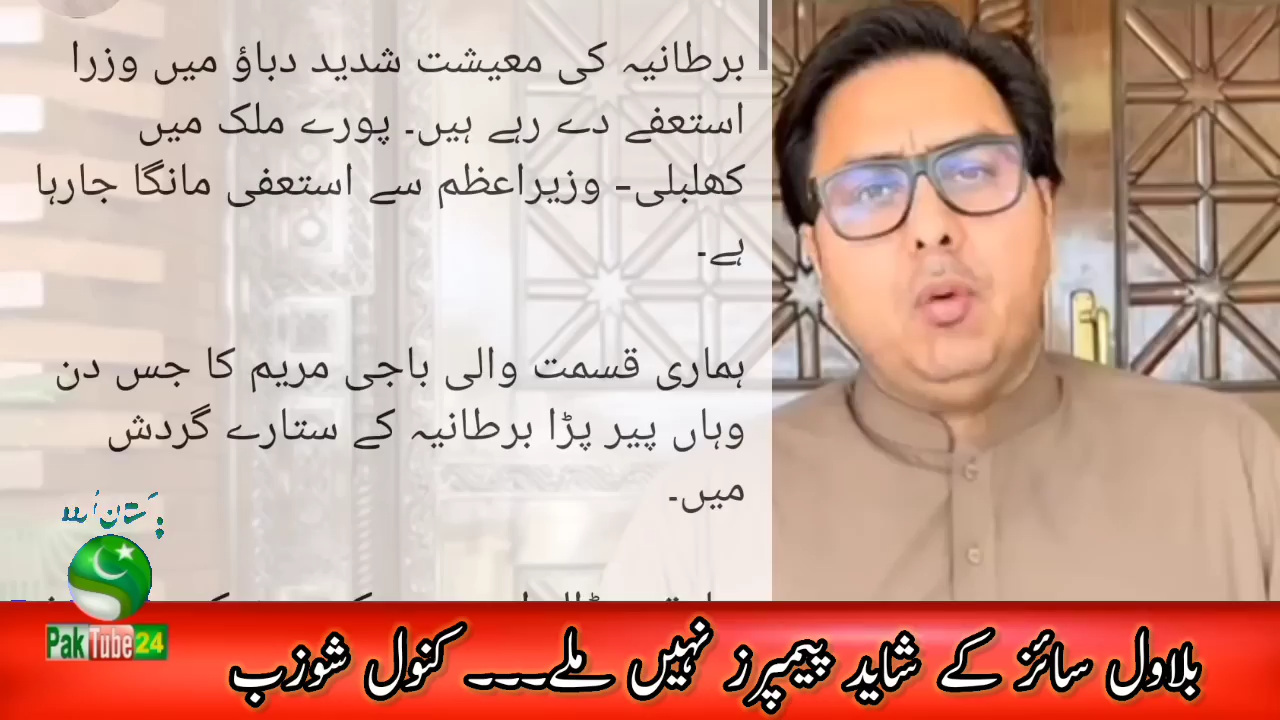 برطانیہ کی معیشت شدید دباؤ میں وزرا
استعفے دے رہے ہیں۔ پورے ملک میں
کھلبلی- وزیراعظم سے استعفی مانگا جارہا
ہے۔
ہماری قسمت والی باجی مریم کا جس دن
وہاں پیر پڑا برطانیہ کے ستارے گردش
میں۔
PakTube24
بلاول سائز کے شاید پیمپرز نہیں ملے۔۔۔ کنول شوزب